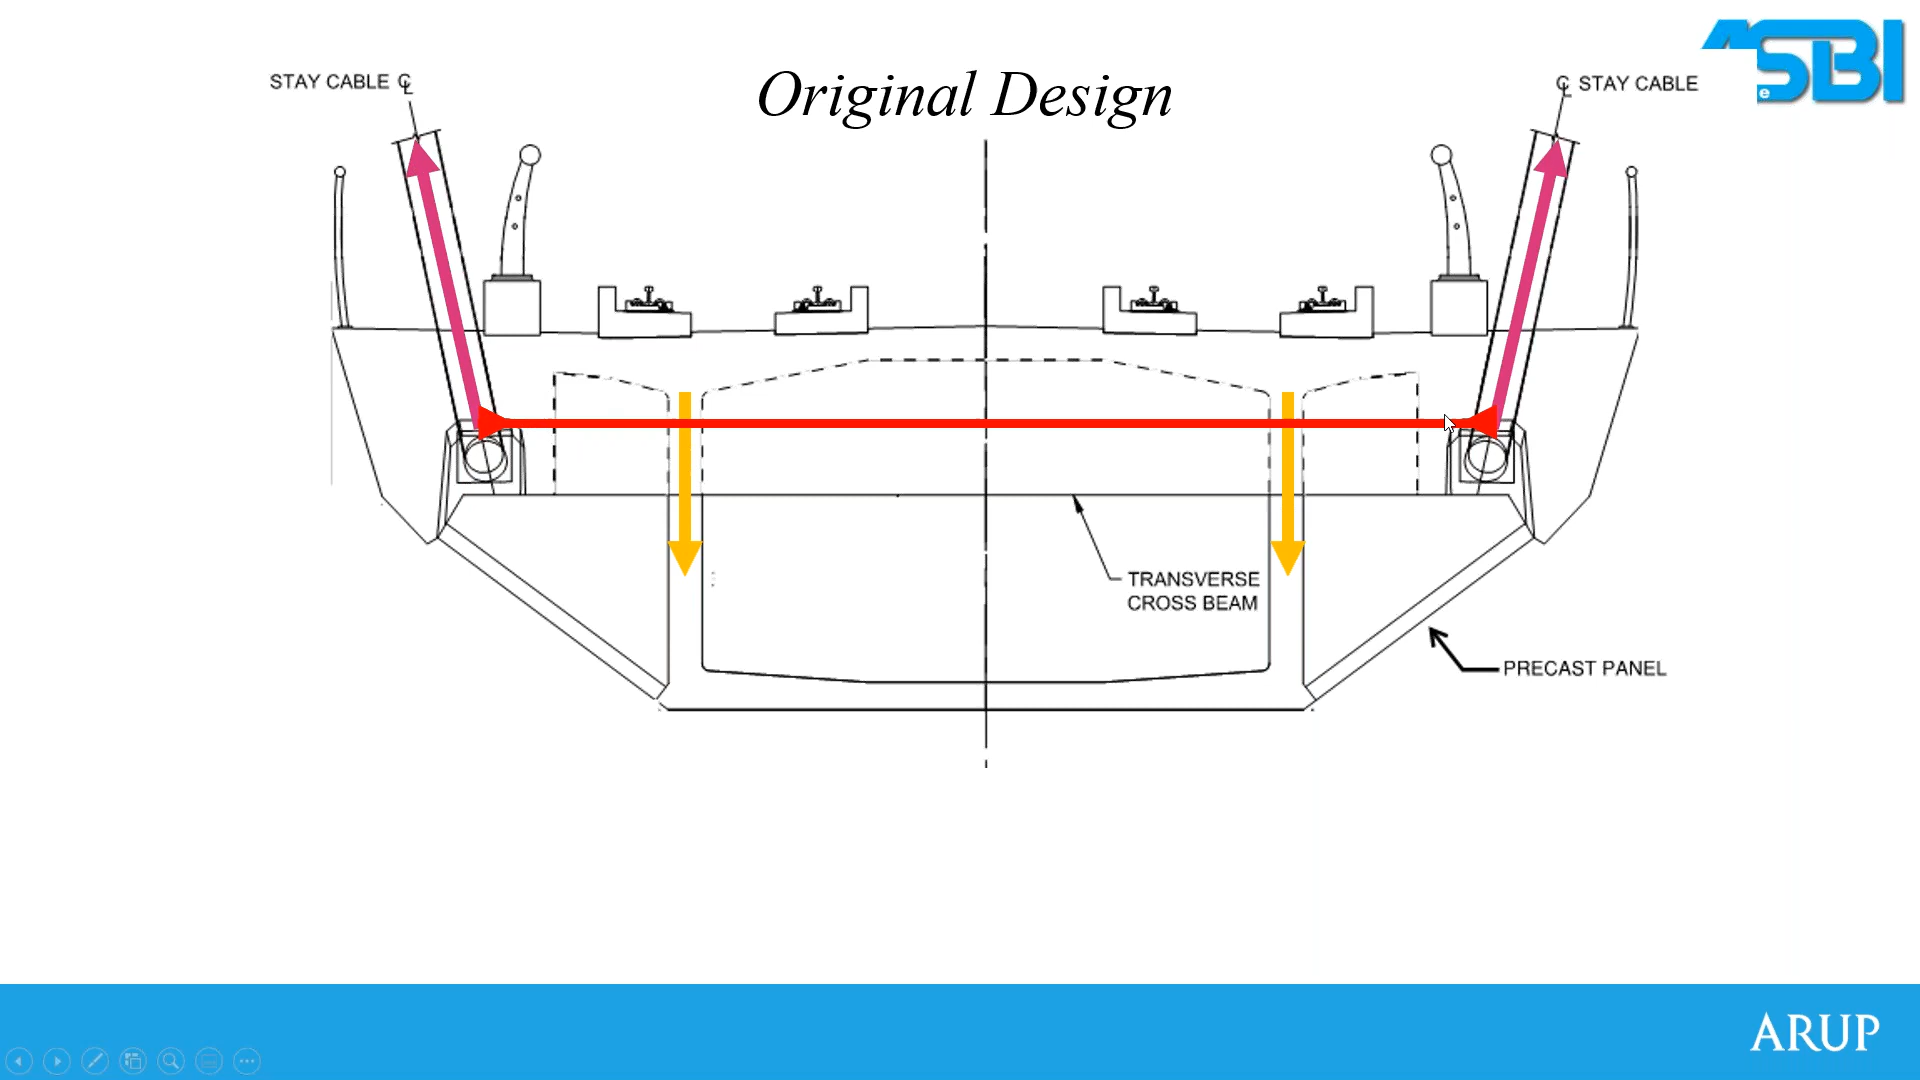 Original Design
STAY CABLE ℄
℄ STAY CABLE
ASBI
e
TRANSVERSE
CROSS BEAM
PRECAST PANEL
ARUP